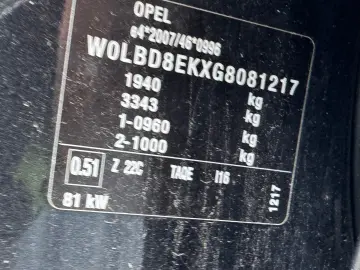 OPEL
e4*2007/46*0996
W0LBD8EKXG8081217
1940 kg
3343 kg
1-0960 kg
2-1000 kg
0.51 Z 22C TAQE I16
81 kW 1217